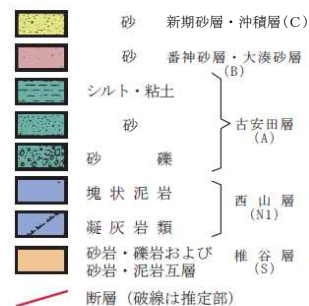 砂 新期砂層・沖積層(C)
砂 番神砂層・大湊砂層
(B)
シルト・粘土
砂 古安田層
(A)
砂 礫
塊状泥岩
西山層
(N1)
凝灰岩類
砂岩・礫岩および 椎谷層
砂岩・泥岩互層 (S)
断層(破線は推定部)